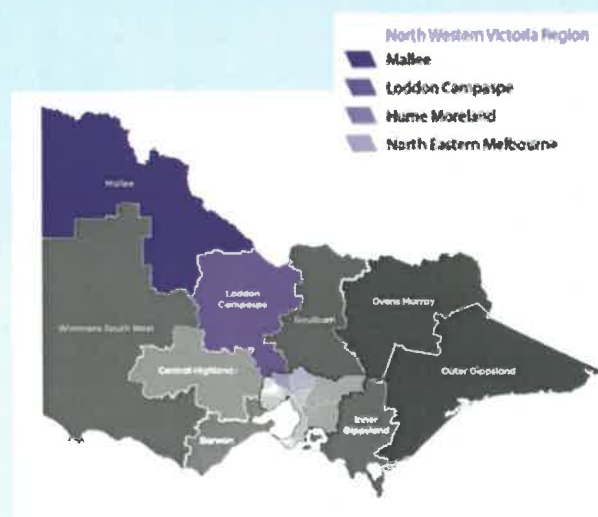 North Western Victoria Region
Mallee
Loddon Campaspe
Hume Moreland
North Eastern Melbourne
Mallee
Loddon
Campaspe
Goulburn
Ovens Murray
Wimmera South West
Central Highlands
Outer Gippsland
Inner
Gippsland
Barwon